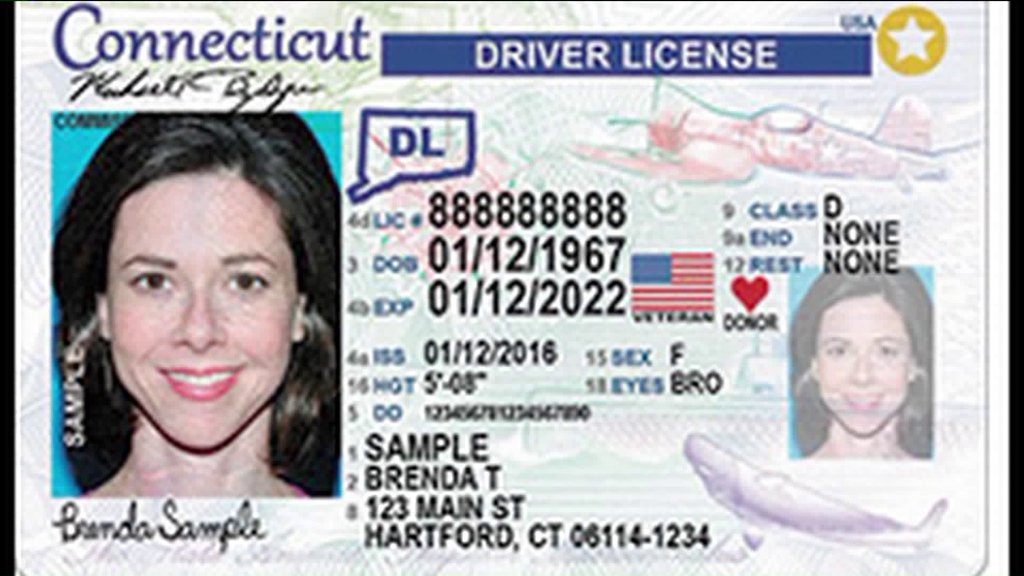 Connecticut
USA
DRIVER LICENSE
DL
4d LIC # 888888888
9 CLASS D
9a END NONE
3 DOB 01/12/1967
12 REST NONE
4b EXP 01/12/2022
VETERAN
DONOR
4a ISS 01/12/2016 15 SEX F
16 HGT 5'-08" 18 EYES BRO
5 DD
SAMPLE
1 SAMPLE
2 BRENDA T
8 123 MAIN ST
HARTFORD, CT 06114-1234
Brenda Sample